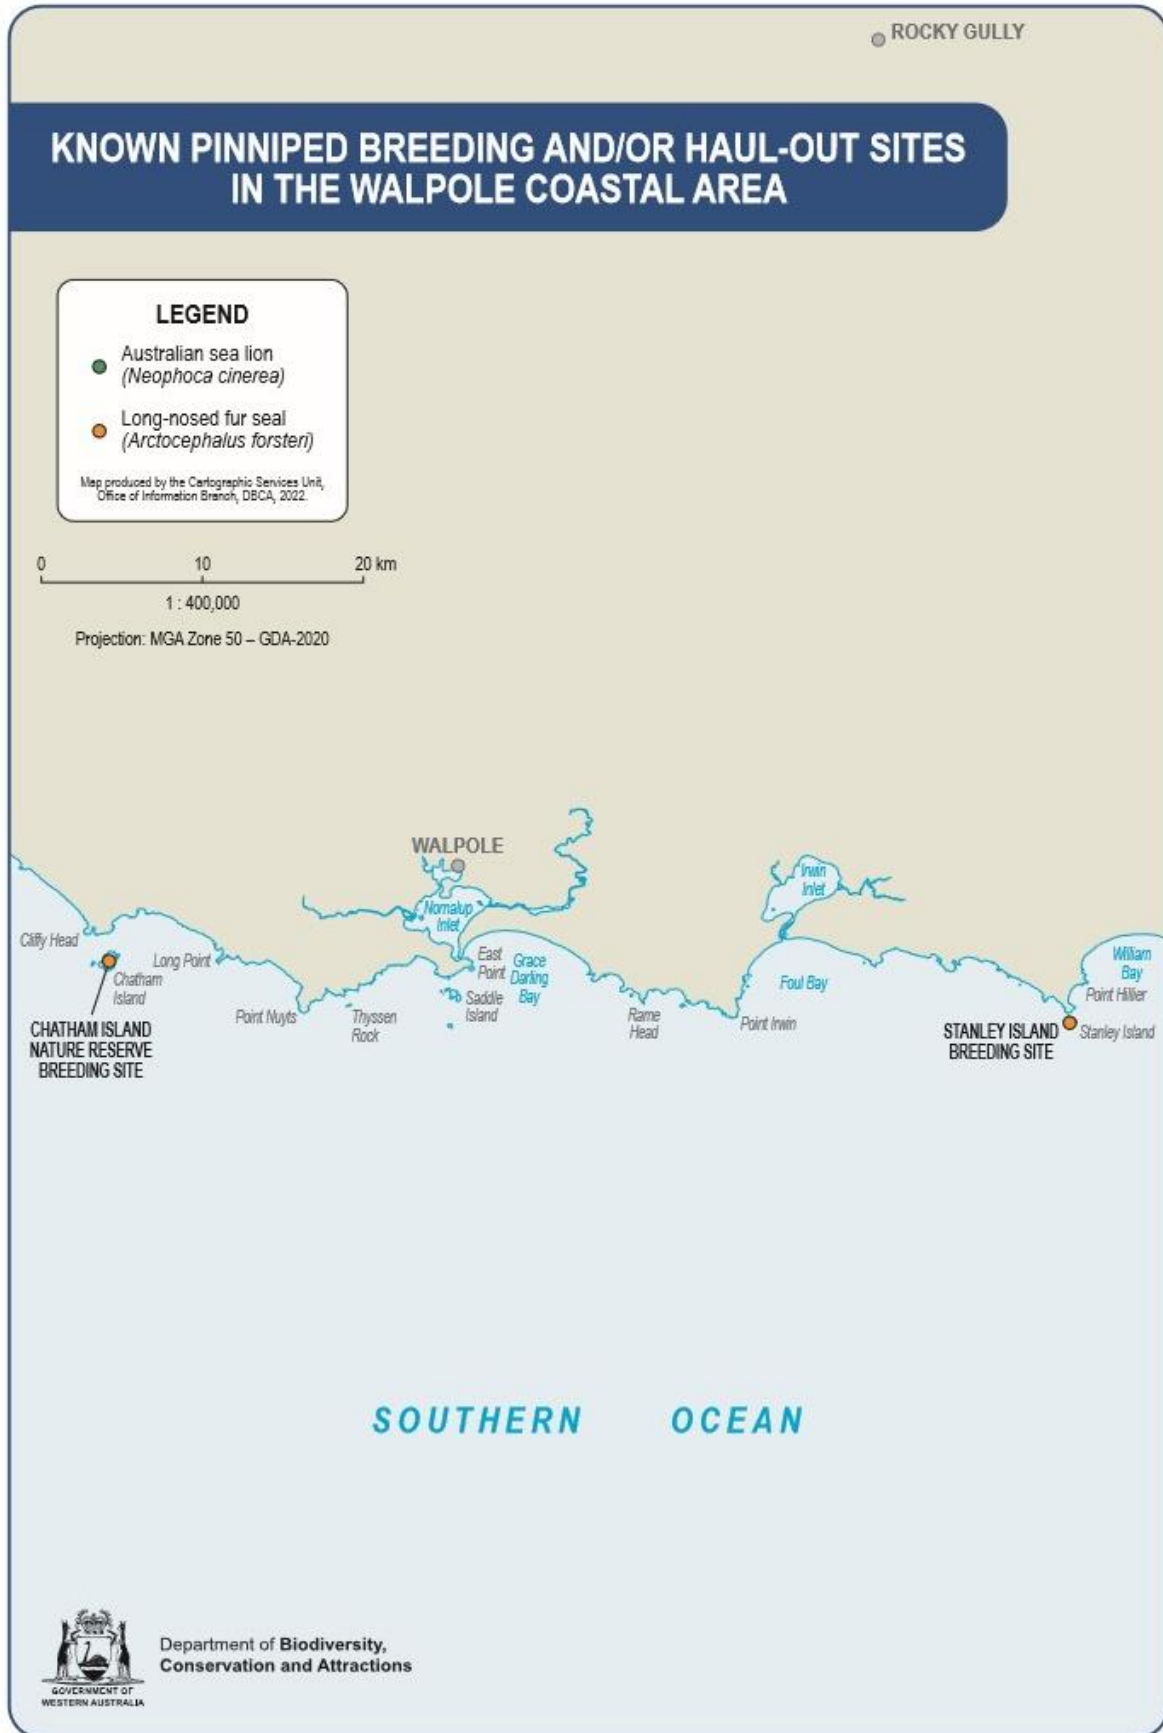 ROCKY GULLY
KNOWN PINNIPED BREEDING AND/OR HAUL-OUT SITES
IN THE WALPOLE COASTAL AREA
LEGEND
Australian sea lion
(Neophoca cinerea)
Long-nosed fur seal
(Arctocephalus forsteri)
Map produced by the Cartographic Services Unit,
Office of Information Branch, DBCA, 2022.
0 10 20 km
1 : 400,000
Projection: MGA Zone 50 – GDA-2020
WALPOLE
Irwin
Inlet
Nornalup
Inlet
Cliffy Head
Long Point
Chatham
Island
CHATHAM ISLAND
NATURE RESERVE
BREEDING SITE
Point Nuyts
Thyssen
Rock
East
Point
Grace
Darling
Bay
Saddle
Island
Rame
Head
Point Irwin
Foul Bay
William
Bay
Point Hillier
STANLEY ISLAND
BREEDING SITE
Stanley Island
SOUTHERN OCEAN
Department of Biodiversity,
Conservation and Attractions
GOVERNMENT OF
WESTERN AUSTRALIA